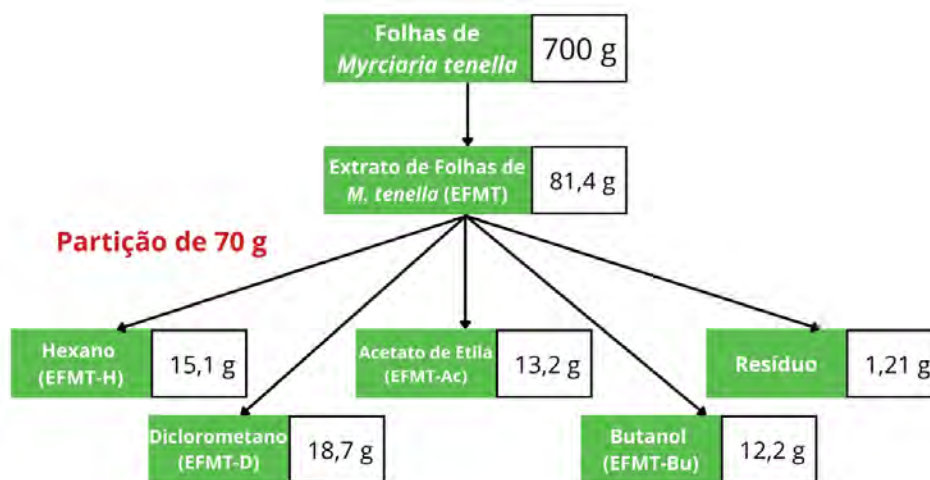 Folhas de
Myrciaria tenella
700 g
Extrato de Folhas de
M. tenella (EFMT)
81,4 g
Partição de 70 g
Hexano
(EFMT-H)
15,1 g
Acetato de Etila
(EFMT-Ac)
13,2 g
Resíduo
1,21 g
Diclorometano
(EFMT-D)
18,7 g
Butanol
(EFMT-Bu)
12,2 g